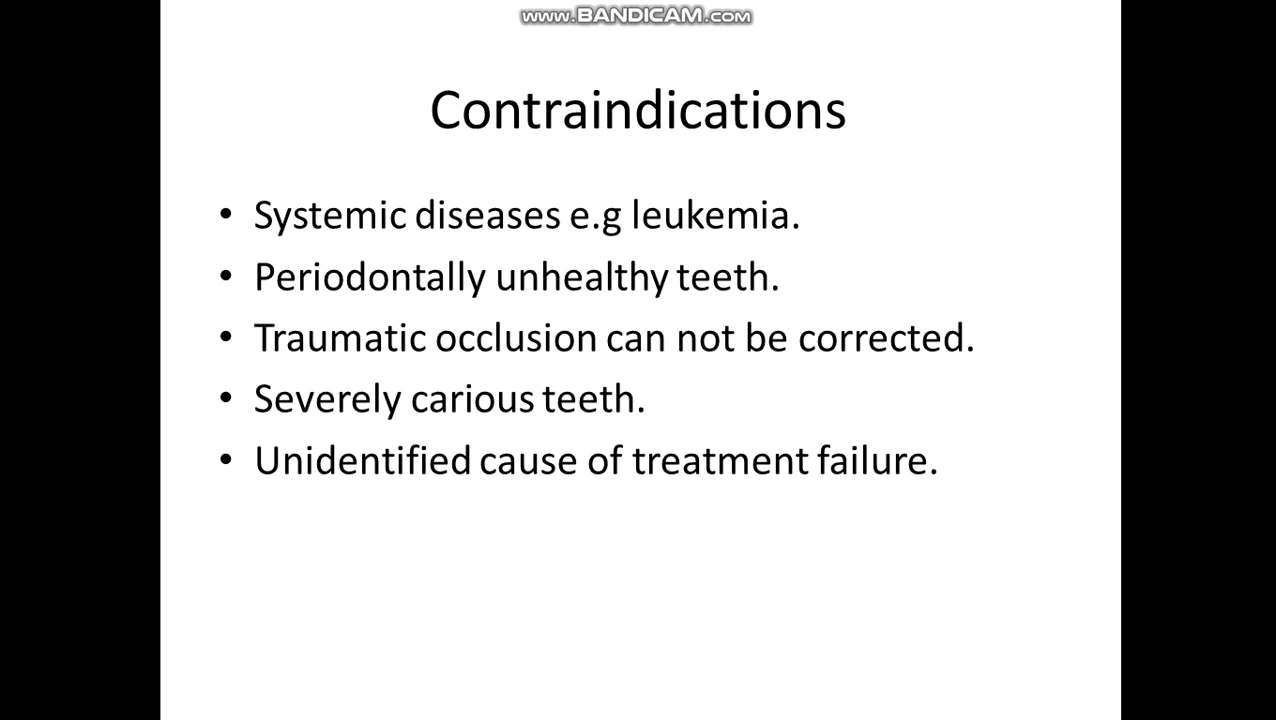 www.BANDICAM.com
Contraindications
• Systemic diseases e.g leukemia.
• Periodontally unhealthy teeth.
• Traumatic occlusion can not be corrected.
• Severely carious teeth.
• Unidentified cause of treatment failure.